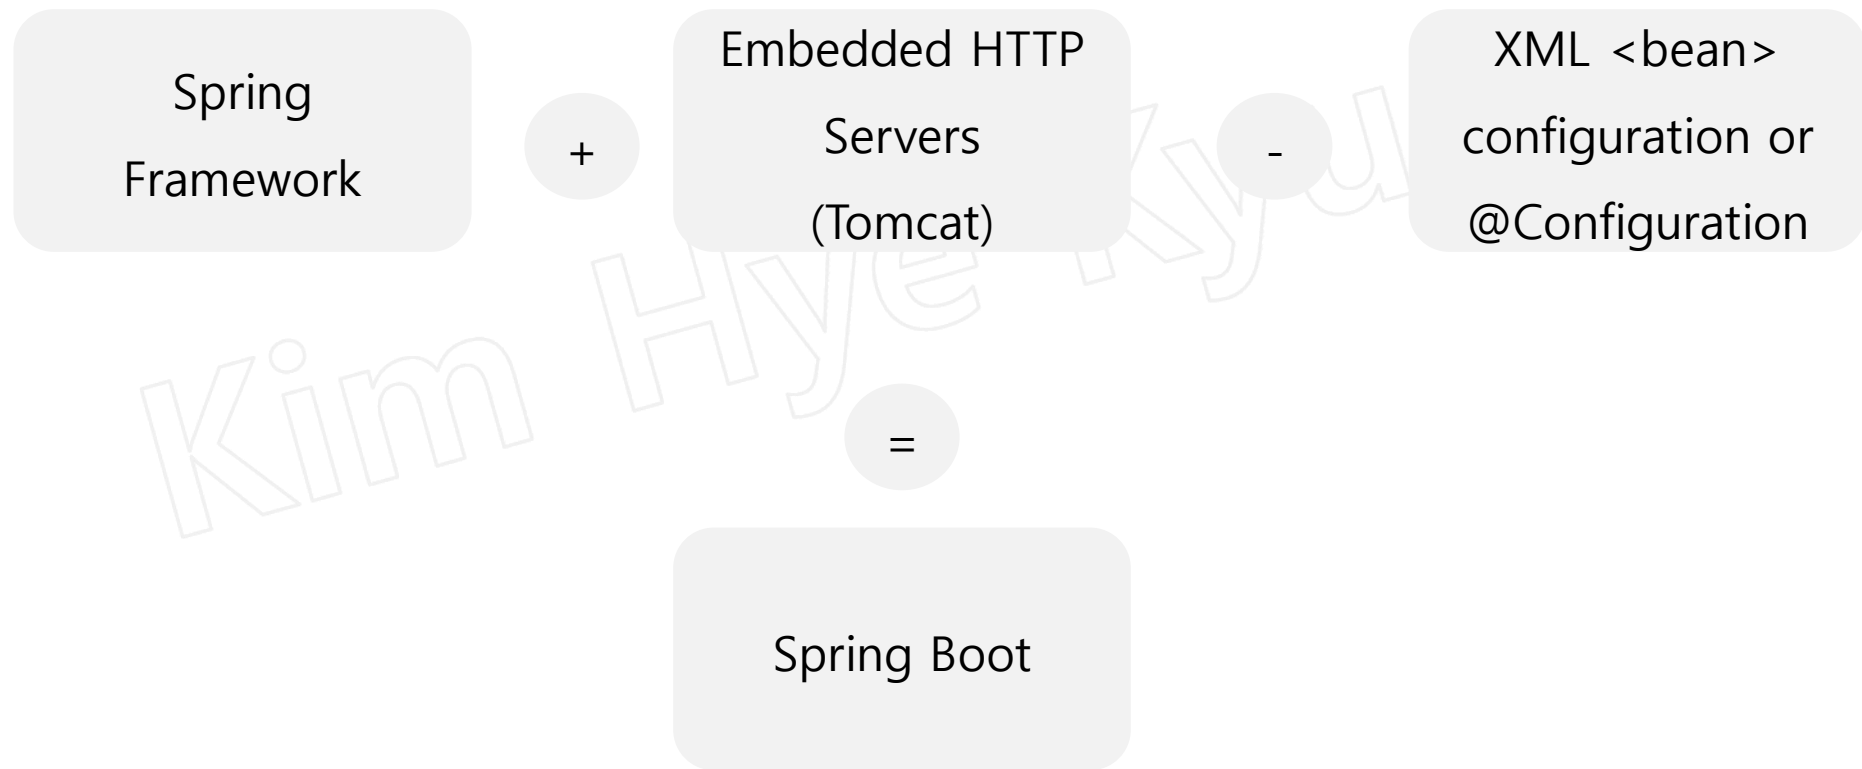 Spring
Framework
+
Embedded HTTP
Servers
(Tomcat)
-
XML <bean>
configuration or
@Configuration
=
Spring Boot
Kim Hye Kyu